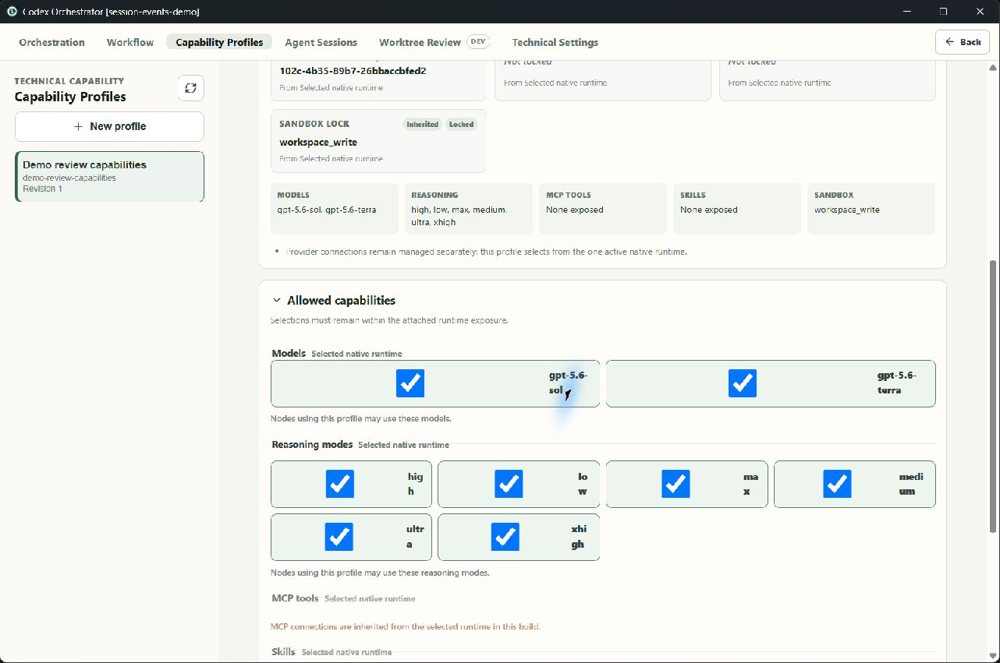 Codex Orchestrator [session-events-demo]
Orchestration
Workflow
Capability Profiles
Agent Sessions
Worktree Review DEV
Technical Settings
Back
TECHNICAL CAPABILITY
Capability Profiles
New profile
Demo review capabilities
demo-review-capabilities
Revision 1
102c-4b35-89b7-26bbaccbfed2
From Selected native runtime
Not locked
From Selected native runtime
Not locked
From Selected native runtime
SANDBOX LOCK
Inherited
Locked
workspace_write
From Selected native runtime
MODELS
gpt-5.6-sol, gpt-5.6-terra
REASONING
high, low, max, medium,
ultra, xhigh
MCP TOOLS
None exposed
SKILLS
None exposed
SANDBOX
workspace_write
• Provider connections remain managed separately; this profile selects from the one active native runtime.
Allowed capabilities
Selections must remain within the attached runtime exposure.
Models Selected native runtime
gpt-5.6-
sol
gpt-5.6-
terra
Nodes using this profile may use these models.
Reasoning modes Selected native runtime
hig
h
lo
w
ma
x
medi
um
ultr
a
xhi
gh
Nodes using this profile may use these reasoning modes.
MCP tools Selected native runtime
MCP connections are inherited from the selected runtime in this build.
Skills Selected native runtime